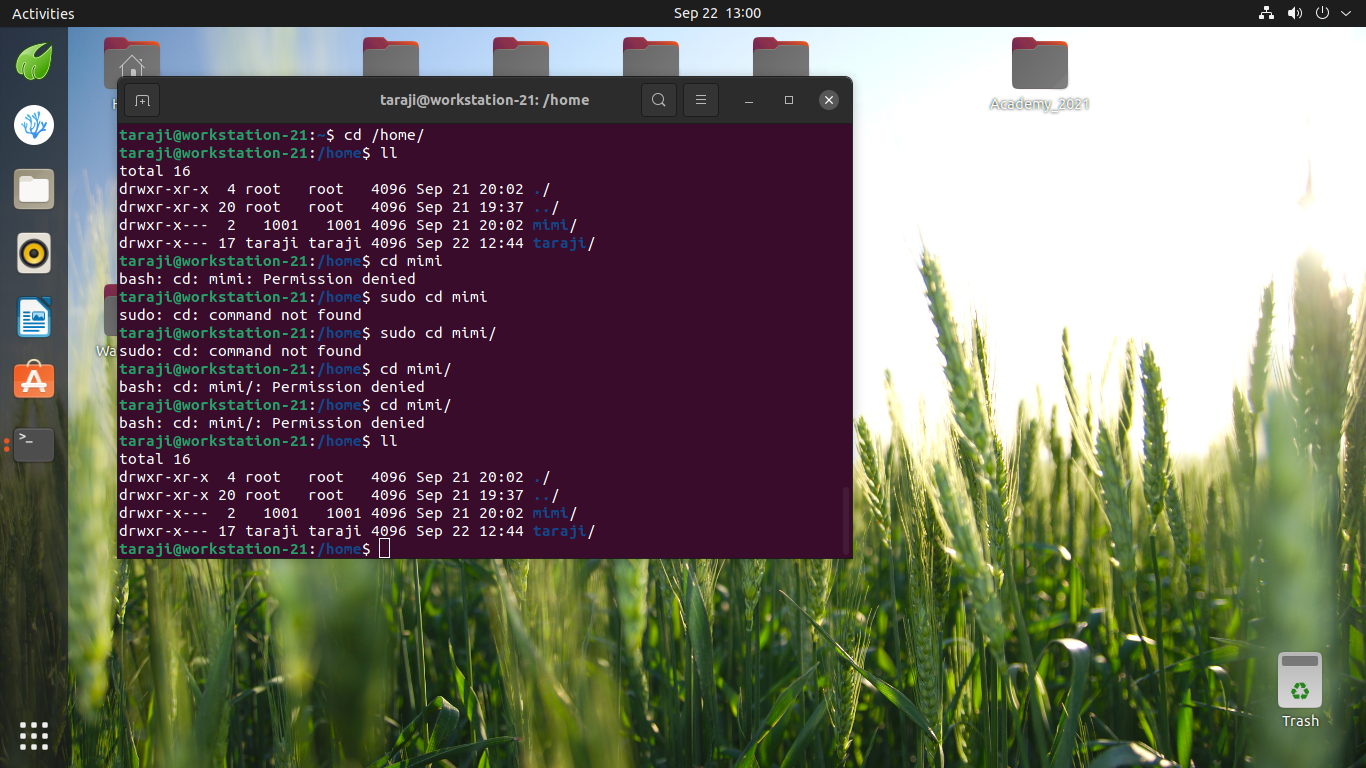 Activities
Sep 22 13:00
taraji@workstation-21: /home
Academy_2021
taraji@workstation-21:~$ cd /home/
taraji@workstation-21:/home$ ll
total 16
drwxr-xr-x  4 root   root   4096 Sep 21 20:02 ./
drwxr-xr-x 20 root   root   4096 Sep 21 19:37 ../
drwxr-x---  2   1001   1001 4096 Sep 21 20:02 mimi/
drwxr-x--- 17 taraji taraji 4096 Sep 22 12:44 taraji/
taraji@workstation-21:/home$ cd mimi
bash: cd: mimi: Permission denied
taraji@workstation-21:/home$ sudo cd mimi
sudo: cd: command not found
taraji@workstation-21:/home$ sudo cd mimi/
sudo: cd: command not found
taraji@workstation-21:/home$ cd mimi/
bash: cd: mimi/: Permission denied
taraji@workstation-21:/home$ cd mimi/
bash: cd: mimi/: Permission denied
taraji@workstation-21:/home$ ll
total 16
drwxr-xr-x  4 root   root   4096 Sep 21 20:02 ./
drwxr-xr-x 20 root   root   4096 Sep 21 19:37 ../
drwxr-x---  2   1001   1001 4096 Sep 21 20:02 mimi/
drwxr-x--- 17 taraji taraji 4096 Sep 22 12:44 taraji/
taraji@workstation-21:/home$
Trash